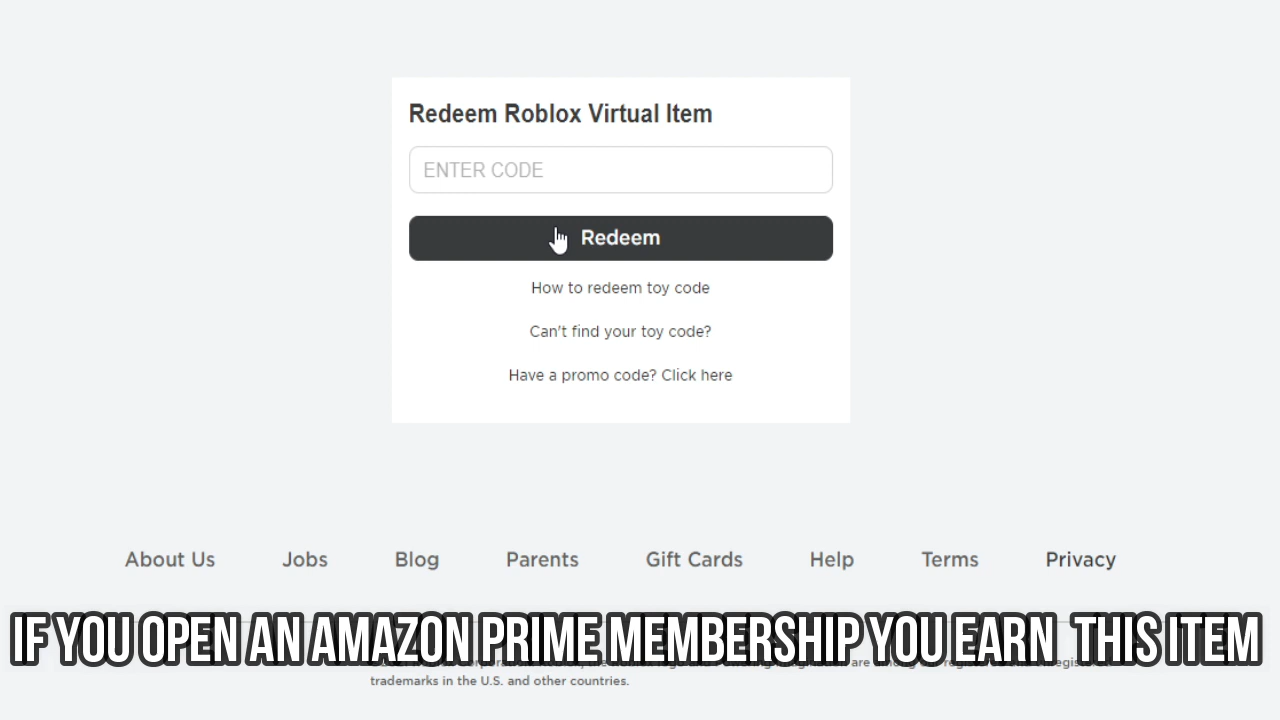 Redeem Roblox Virtual Item
ENTER CODE
Redeem
How to redeem toy code
Can't find your toy code?
Have a promo code? Click here
About Us Jobs Blog Parents Gift Cards Help Terms Privacy
IF YOU OPEN AN AMAZON PRIME MEMBERSHIP YOU EARN THIS ITEM
trademarks in the U.S. and other countries.